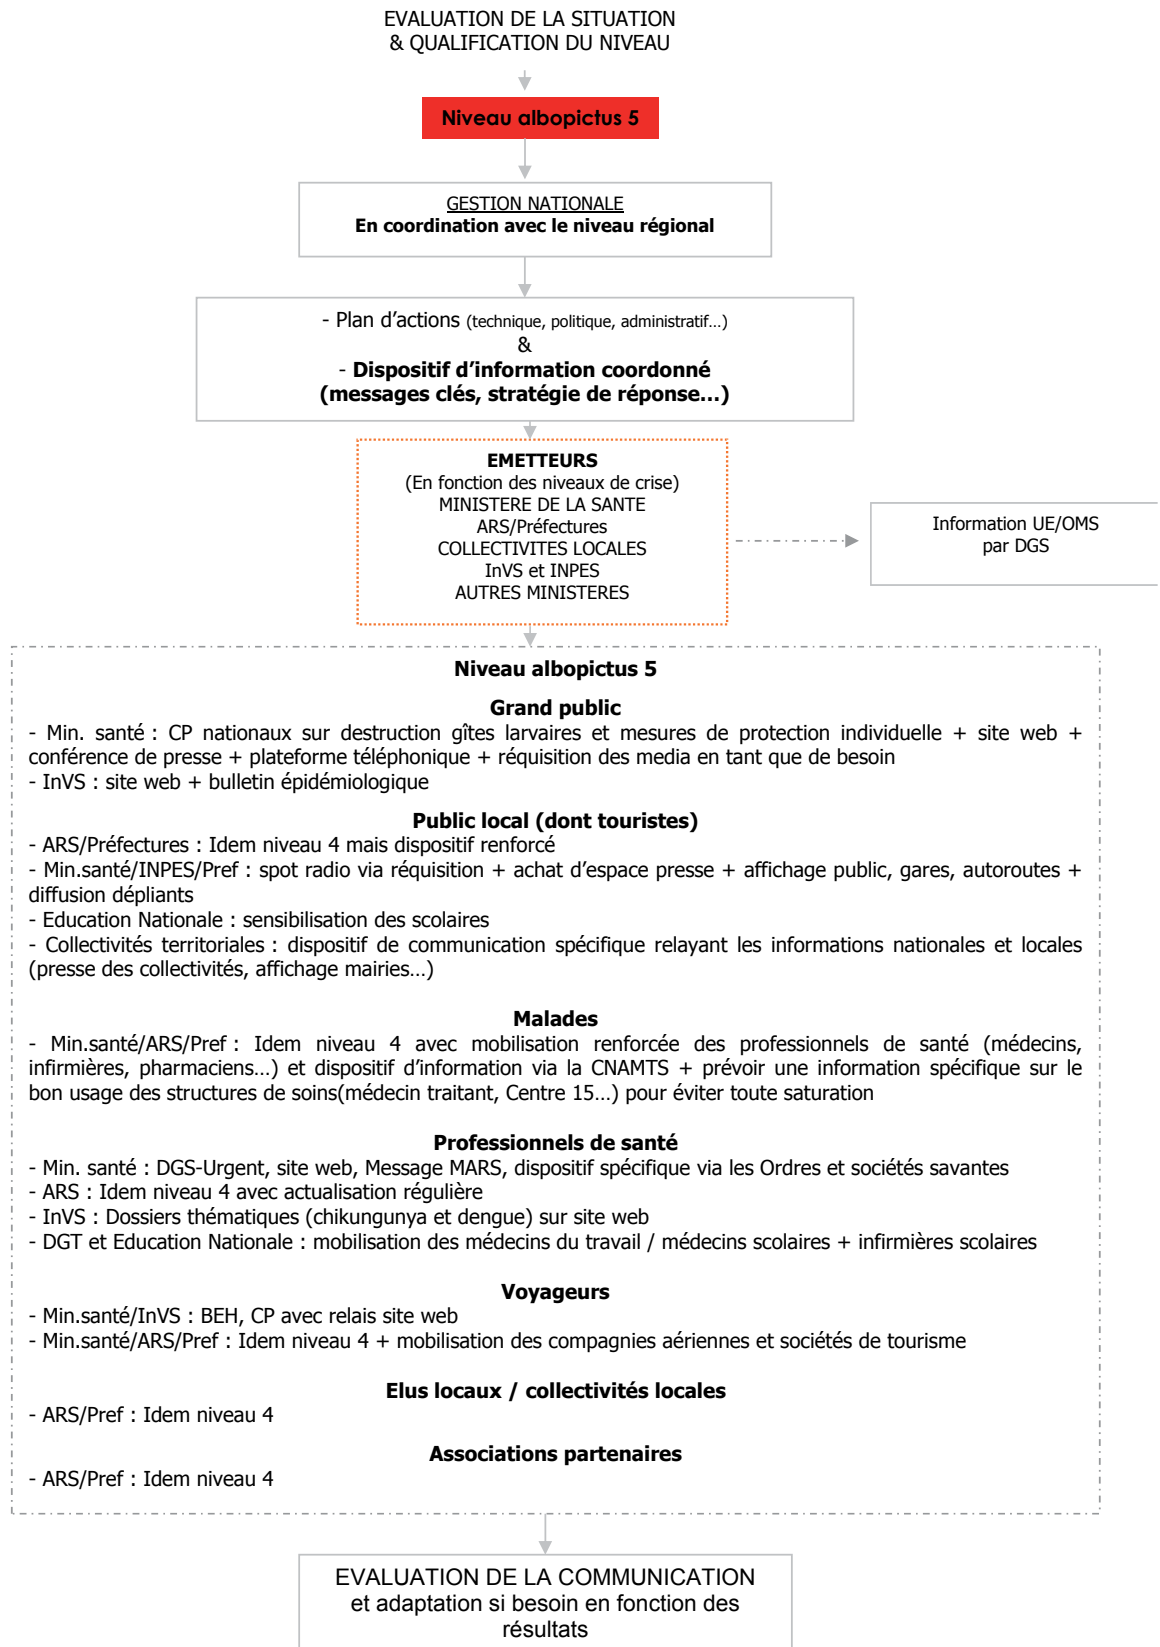 EVALUATION DE LA SITUATION
& QUALIFICATION DU NIVEAU
Niveau albopictus 5
GESTION NATIONALE
En coordination avec le niveau régional
- Plan d'actions (technique, politique, administratif...)
&
- Dispositif d'information coordonné
(messages clés, stratégie de réponse...)
EMETTEURS
(En fonction des niveaux de crise)
MINISTERE DE LA SANTE
ARS/Préfectures
COLLECTIVITES LOCALES
InVS et INPES
AUTRES MINISTERES
Information UE/OMS
par DGS
Niveau albopictus 5
Grand public
- Min. santé : CP nationaux sur destruction gîtes larvaires et mesures de protection individuelle + site web +
conférence de presse + plateforme téléphonique + réquisition des media en tant que de besoin
- InVS : site web + bulletin épidémiologique
Public local (dont touristes)
- ARS/Préfectures : Idem niveau 4 mais dispositif renforcé
- Min.santé/INPES/Pref : spot radio via réquisition + achat d'espace presse + affichage public, gares, autoroutes +
diffusion dépliants
- Education Nationale : sensibilisation des scolaires
- Collectivités territoriales : dispositif de communication spécifique relayant les informations nationales et locales
(presse des collectivités, affichage mairies...)
Malades
- Min.santé/ARS/Pref : Idem niveau 4 avec mobilisation renforcée des professionnels de santé (médecins,
infirmières, pharmaciens...) et dispositif d'information via la CNAMTS + prévoir une information spécifique sur le
bon usage des structures de soins(médecin traitant, Centre 15...) pour éviter toute saturation
Professionnels de santé
- Min. santé : DGS-Urgent, site web, Message MARS, dispositif spécifique via les Ordres et sociétés savantes
- ARS : Idem niveau 4 avec actualisation régulière
- InVS : Dossiers thématiques (chikungunya et dengue) sur site web
- DGT et Education Nationale : mobilisation des médecins du travail / médecins scolaires + infirmières scolaires
Voyageurs
- Min.santé/InVS : BEH, CP avec relais site web
- Min.santé/ARS/Pref : Idem niveau 4 + mobilisation des compagnies aériennes et sociétés de tourisme
Elus locaux / collectivités locales
- ARS/Pref : Idem niveau 4
Associations partenaires
- ARS/Pref : Idem niveau 4
EVALUATION DE LA COMMUNICATION
et adaptation si besoin en fonction des
résultats